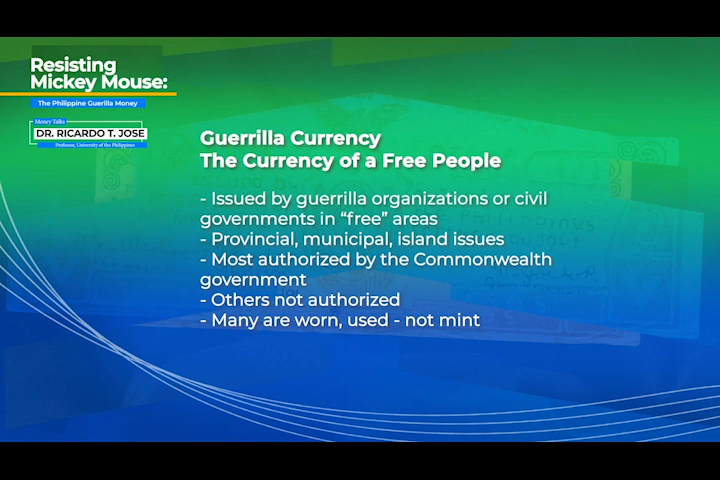 Resisting
Mickey Mouse:
The Philippine Guerilla Money
Money Talks
DR. RICARDO T. JOSE
Professor, University of the Philippines
Guerrilla Currency
The Currency of a Free People
- Issued by guerrilla organizations or civil
governments in “free” areas
- Provincial, municipal, island issues
- Most authorized by the Commonwealth
government
- Others not authorized
- Many are worn, used - not mint